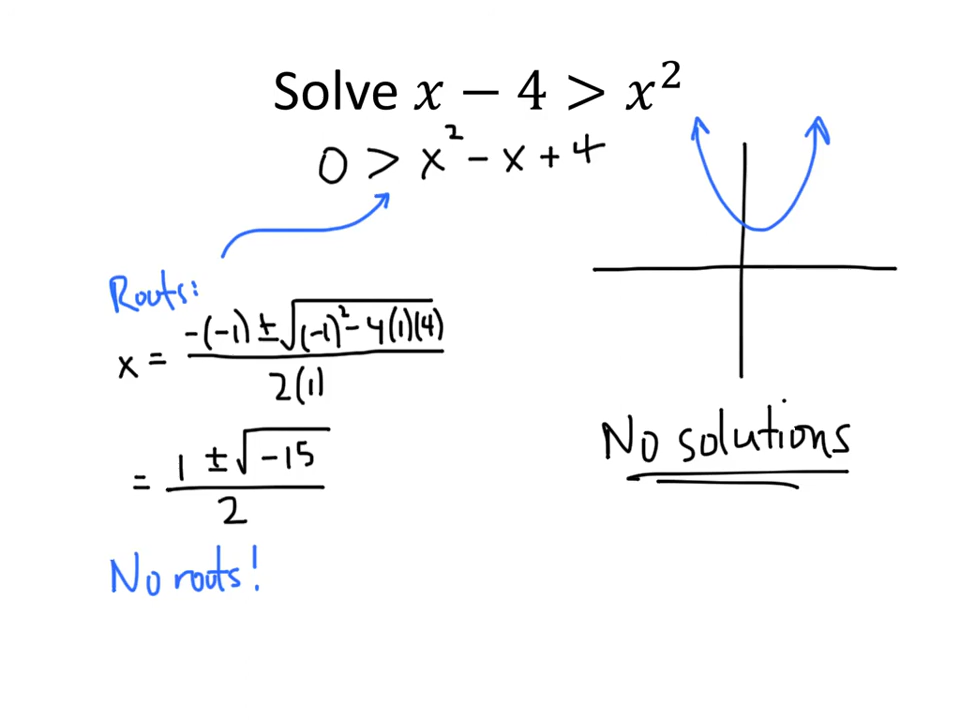 Solve x − 4 > x²
0 > x² − x + 4
Roots:
x = (-(-1) ± √((-1)² − 4(1)(4))) / 2(1)
= (1 ± √(−15)) / 2
No roots!
No solutions